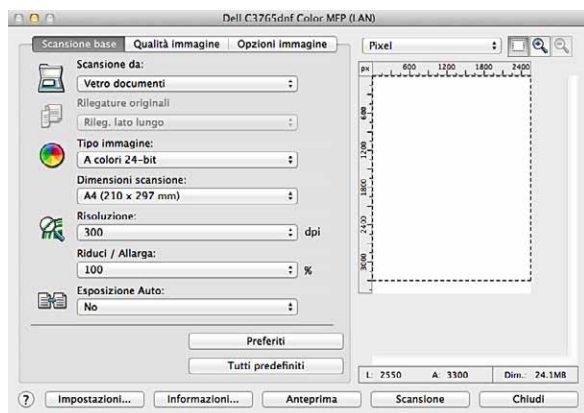 Dell C3765dnf Color MFP (LAN)
Scansione base Qualità immagine Opzioni immagine
Scansione da:
Vetro documenti
Rilegature originali
Rileg. lato lungo
Tipo immagine:
A colori 24-bit
Dimensioni scansione:
A4 (210 x 297 mm)
Risoluzione:
300 dpi
Riduci / Allarga:
100 %
Esposizione Auto:
No
Preferiti
Tutti predefiniti
Pixel
px 600 1200 1800 2400
600
1200
1800
2400
3000
L: 2550 A: 3300 Dim.: 24.1MB
? Impostazioni... Informazioni... Anteprima Scansione Chiudi